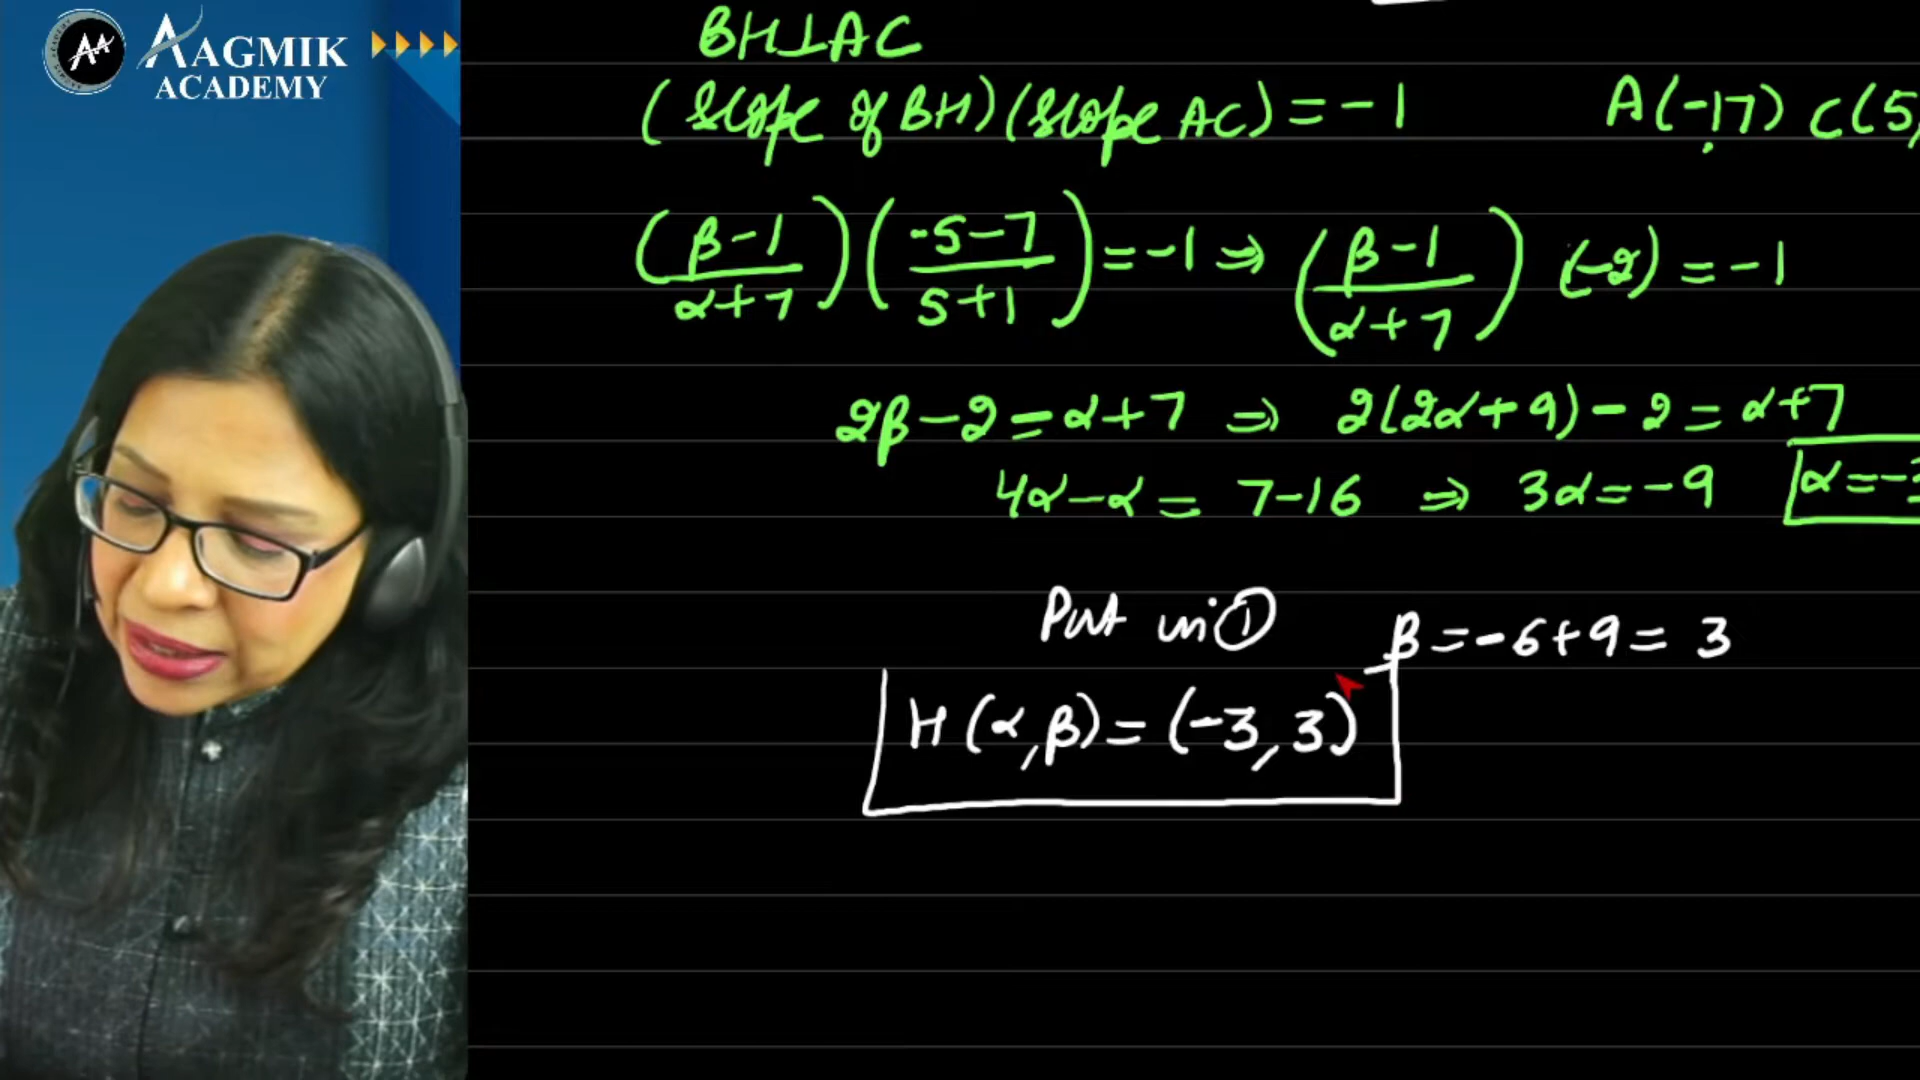 AAGMIK
ACADEMY
BH⊥AC
(Slope of BH)(Slope AC) = -1 A(-17) C(5,
(β-1/α+7)(-5-7/5+1) = -1 ⇒ (β-1/α+7) (-2) = -1
2β-2 = α+7 ⇒ 2(2α+9)-2 = α+7
4α-α = 7-16 ⇒ 3α = -9 α = -3
Put in ① β = -6+9 = 3
H(α,β) = (-3,3)